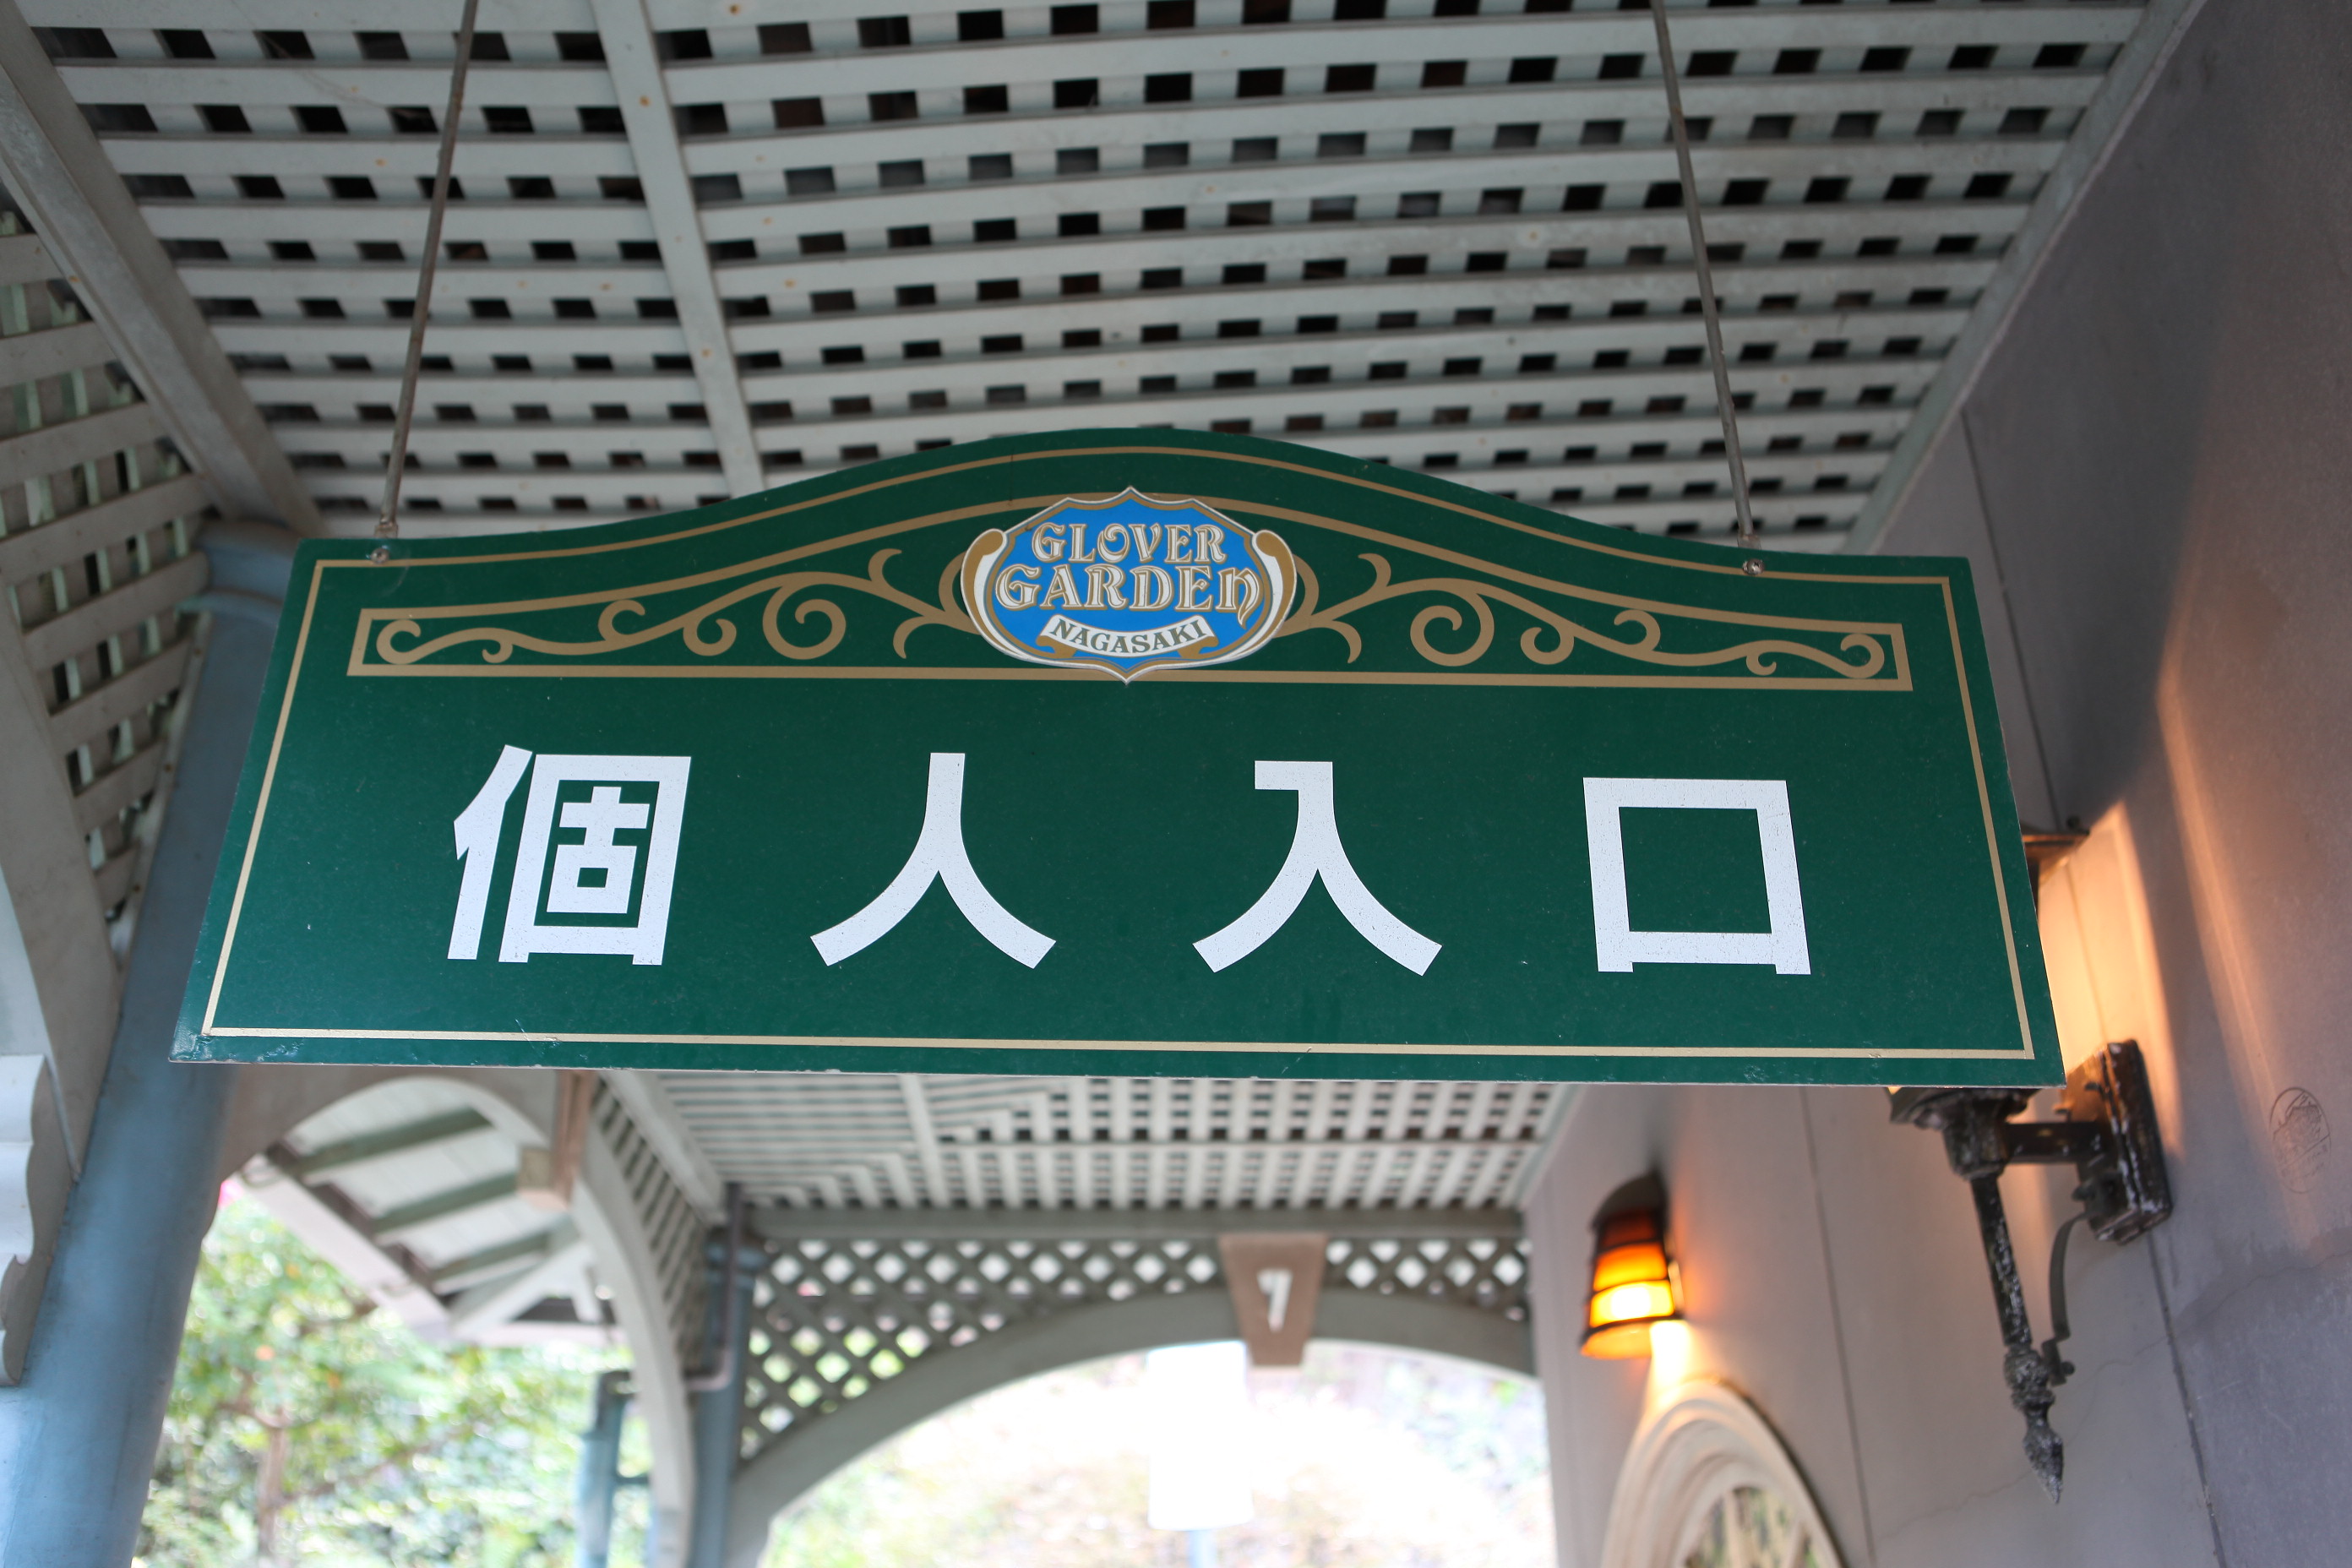 GLOVER
GARDEN
NAGASAKI
個人入口